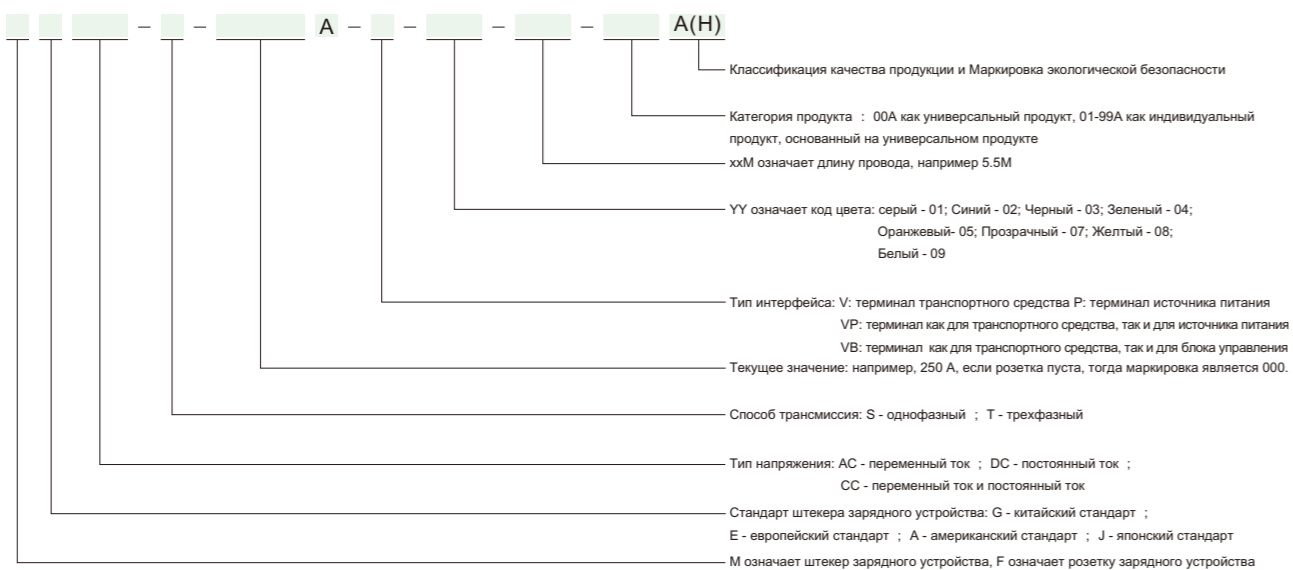 – – А – - – – А(Н)
Классификация качества продукции и Маркировка экологической безопасности
Категория продукта : 00А как универсальный продукт, 01-99А как индивидуальный
продукт, основанный на универсальном продукте
xxM означает длину провода, например 5.5М
YY означает код цвета: серый - 01; Синий - 02; Черный - 03; Зеленый - 04;
Оранжевый- 05; Прозрачный - 07; Желтый - 08;
Белый - 09
Тип интерфейса: V: терминал транспортного средства P: терминал источника питания
VP: терминал как для транспортного средства, так и для источника питания
VB: терминал как для транспортного средства, так и для блока управления
Текущее значение: например, 250 А, если розетка пуста, тогда маркировка является 000.
Способ трансмиссия: S - однофазный ; T - трехфазный
Тип напряжения: AC - переменный ток ; DC - постоянный ток ;
CC - переменный ток и постоянный ток
Стандарт штекера зарядного устройства: G - китайский стандарт ;
E - европейский стандарт ; A - американский стандарт ; J - японский стандарт
M означает штекер зарядного устройства, F означает розетку зарядного устройства